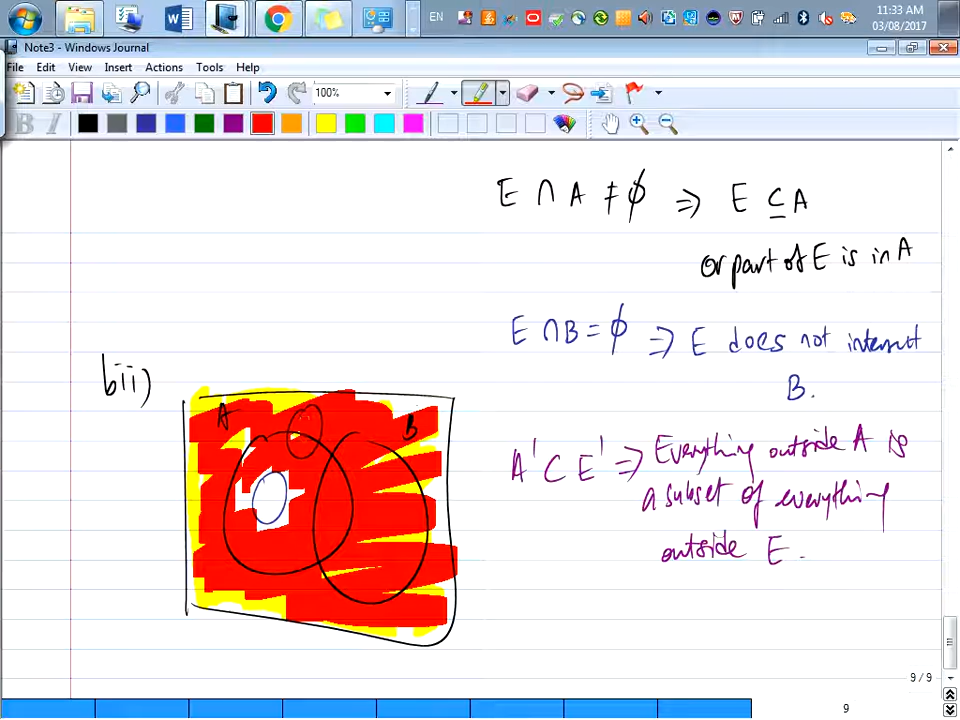 EN
11:33 AM
03/08/2017
Note3 - Windows Journal
File Edit View Insert Actions Tools Help
100%
B I
E ∩ A ≠ ϕ ⇒ E ⊆ A
or part of E is in A
E ∩ B = ϕ ⇒ E does not intersect
B.
bii)
A B
A' ⊂ E' ⇒ Everything outside A is
a subset of everything
outside E.
9 / 9
9